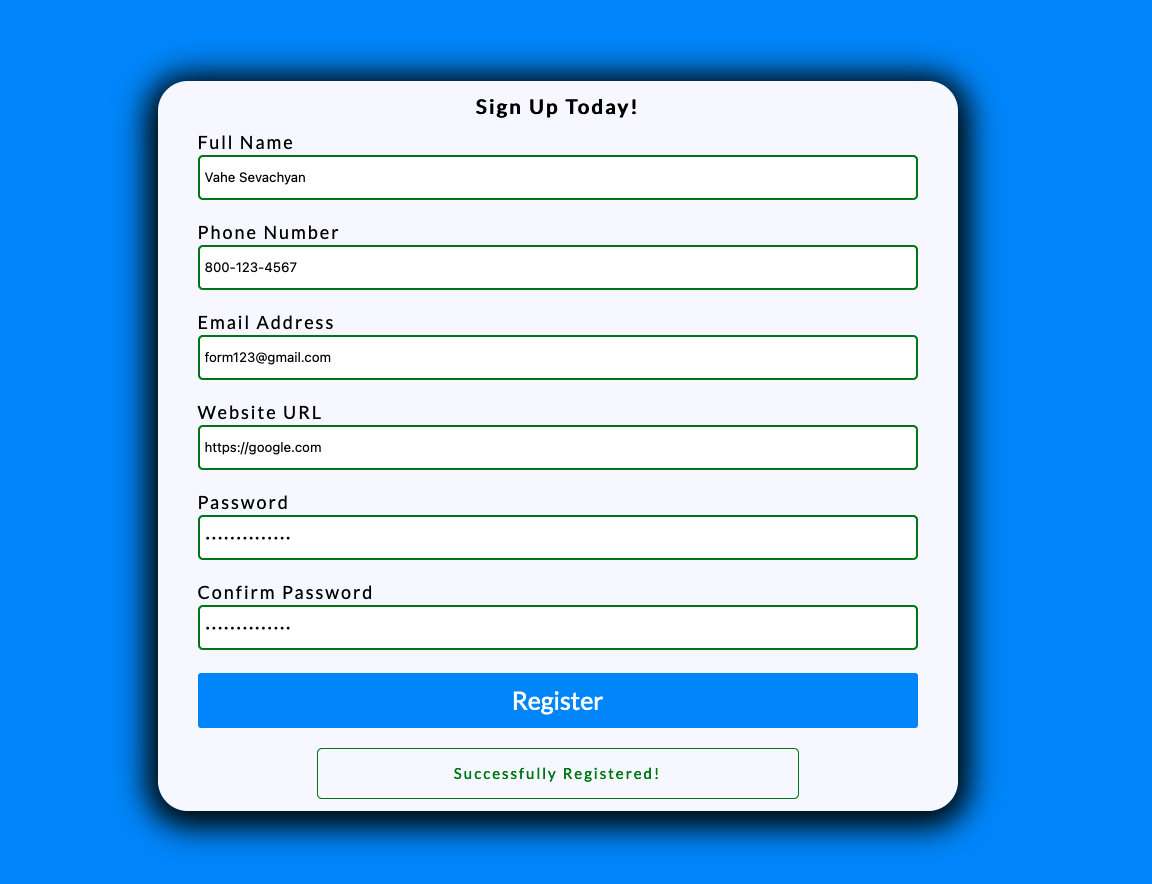 Sign Up Today!
Full Name
Vahe Sevachyan
Phone Number
800-123-4567
Email Address
form123@gmail.com
Website URL
https://google.com
Password
••••••••••••••
Confirm Password
••••••••••••••
Register
Successfully Registered!